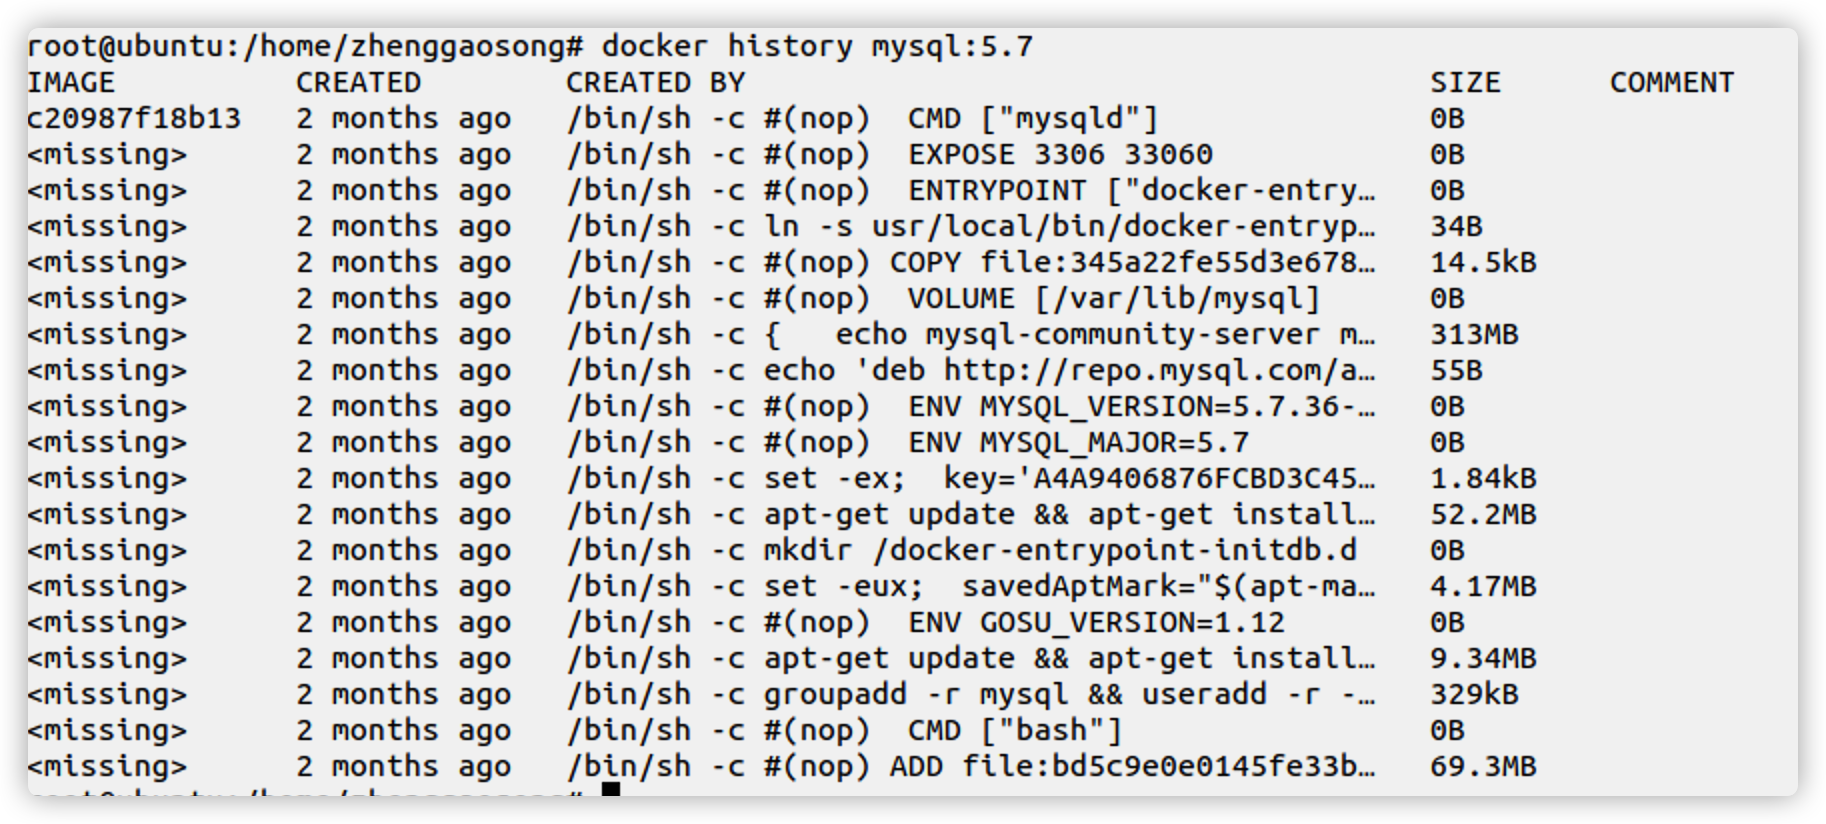 root@ubuntu:/home/zhenggaosong# docker history mysql:5.7
IMAGE CREATED CREATED BY SIZE COMMENT
c20987f18b13 2 months ago /bin/sh -c #(nop)  CMD ["mysqld"] 0B
<missing> 2 months ago /bin/sh -c #(nop)  EXPOSE 3306 33060 0B
<missing> 2 months ago /bin/sh -c #(nop)  ENTRYPOINT ["docker-entry… 0B
<missing> 2 months ago /bin/sh -c ln -s usr/local/bin/docker-entryp… 34B
<missing> 2 months ago /bin/sh -c #(nop) COPY file:345a22fe55d3e678… 14.5kB
<missing> 2 months ago /bin/sh -c #(nop)  VOLUME [/var/lib/mysql] 0B
<missing> 2 months ago /bin/sh -c {   echo mysql-community-server m… 313MB
<missing> 2 months ago /bin/sh -c echo 'deb http://repo.mysql.com/a… 55B
<missing> 2 months ago /bin/sh -c #(nop)  ENV MYSQL_VERSION=5.7.36-… 0B
<missing> 2 months ago /bin/sh -c #(nop)  ENV MYSQL_MAJOR=5.7 0B
<missing> 2 months ago /bin/sh -c set -ex;  key='A4A9406876FCBD3C45… 1.84kB
<missing> 2 months ago /bin/sh -c apt-get update && apt-get install… 52.2MB
<missing> 2 months ago /bin/sh -c mkdir /docker-entrypoint-initdb.d 0B
<missing> 2 months ago /bin/sh -c set -eux;  savedAptMark="$(apt-ma… 4.17MB
<missing> 2 months ago /bin/sh -c #(nop)  ENV GOSU_VERSION=1.12 0B
<missing> 2 months ago /bin/sh -c apt-get update && apt-get install… 9.34MB
<missing> 2 months ago /bin/sh -c groupadd -r mysql && useradd -r -… 329kB
<missing> 2 months ago /bin/sh -c #(nop)  CMD ["bash"] 0B
<missing> 2 months ago /bin/sh -c #(nop) ADD file:bd5c9e0e0145fe33b… 69.3MB